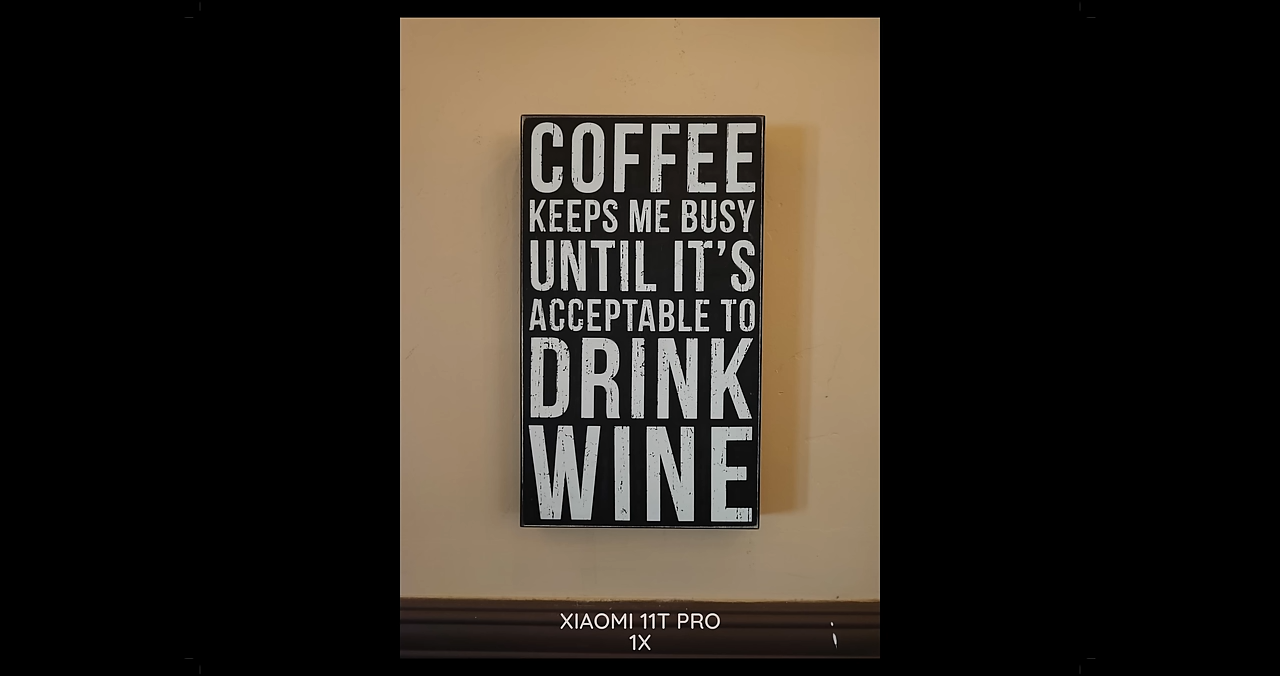 COFFEE
KEEPS ME BUSY
UNTIL IT’S
ACCEPTABLE TO
DRINK
WINE
XIAOMI 11T PRO
1X